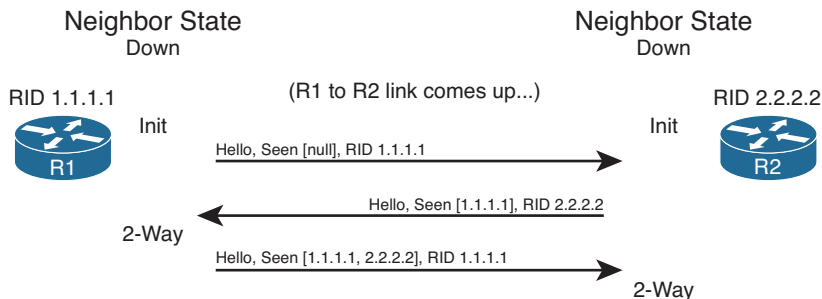 Neighbor State
Down
Neighbor State
Down
(R1 to R2 link comes up...)
RID 1.1.1.1
RID 2.2.2.2
Init
Init
R1
R2
Hello, Seen [null], RID 1.1.1.1
Hello, Seen [1.1.1.1], RID 2.2.2.2
2-Way
Hello, Seen [1.1.1.1, 2.2.2.2], RID 1.1.1.1
2-Way